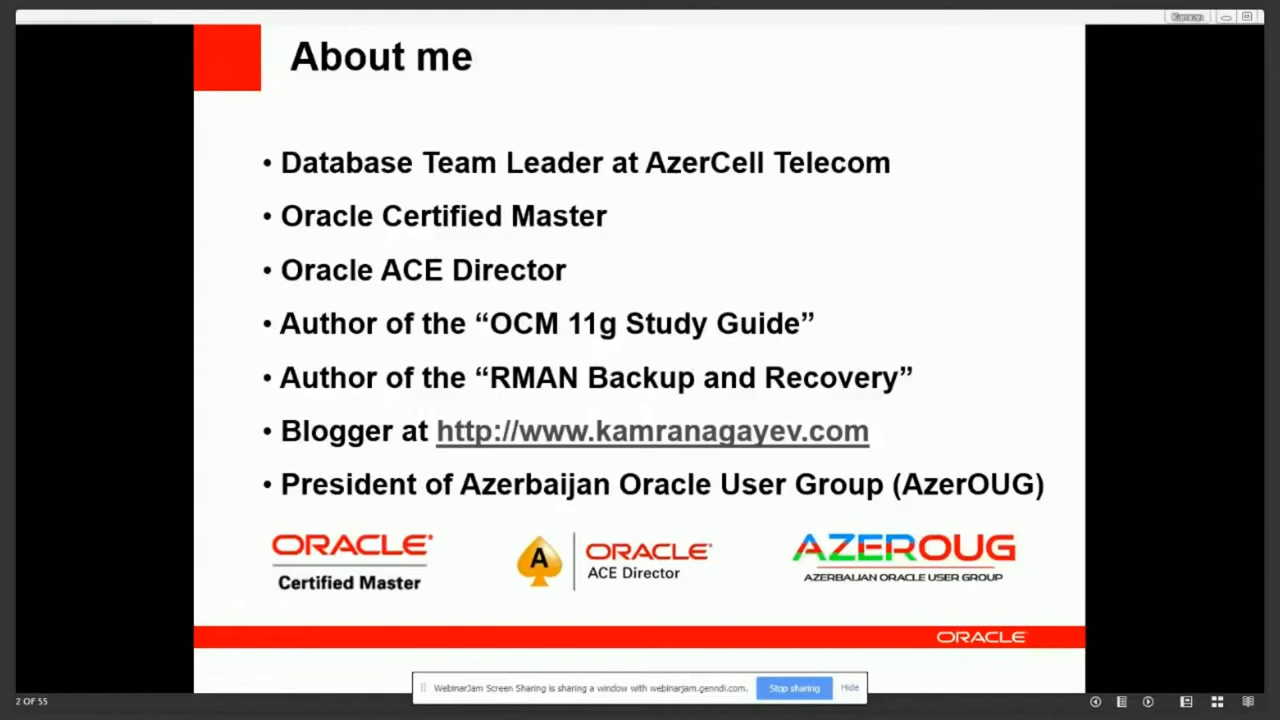 Kamran
About me
• Database Team Leader at AzerCell Telecom
• Oracle Certified Master
• Oracle ACE Director
• Author of the “OCM 11g Study Guide”
• Author of the “RMAN Backup and Recovery”
• Blogger at http://www.kamranagayev.com
• President of Azerbaijan Oracle User Group (AzerOUG)
ORACLE
Certified Master
A
ORACLE
ACE Director
AZEROUG
AZERBAIJAN ORACLE USER GROUP
ORACLE
WebinarJam Screen Sharing is sharing a window with webinarjam.genndi.com.
Stop sharing
Hide
2 OF 55